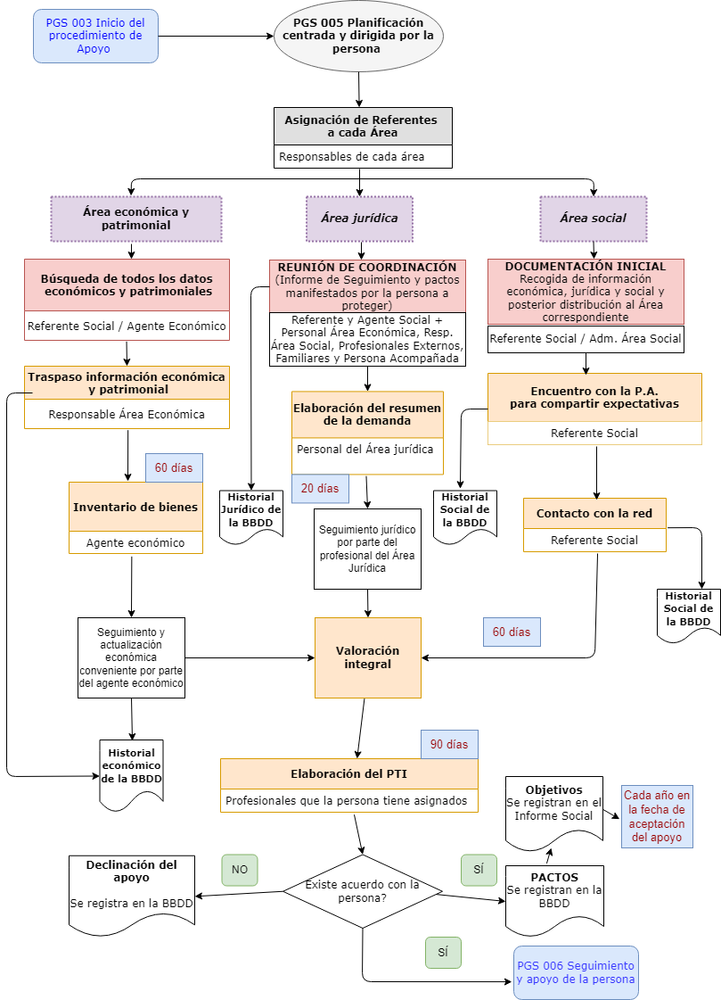 PGS 003 Inicio del
procedimiento de
Apoyo
PGS 005 Planificación
centrada y dirigida por la
persona
Asignación de Referentes
a cada Área
Responsables de cada área
Área económica y
patrimonial
Área jurídica
Área social
Búsqueda de todos los datos
económicos y patrimoniales
Referente Social / Agente Económico
REUNIÓN DE COORDINACIÓN
(Informe de Seguimiento y pactos
manifestados por la persona a
proteger)
Referente y Agente Social +
Personal Área Económica, Resp.
Área Social, Profesionales Externos,
Familiares y Persona Acompañada
DOCUMENTACIÓN INICIAL
Recogida de información
económica, jurídica y social y
posterior distribución al Área
correspondiente
Referente Social / Adm. Área Social
Traspaso información económica
y patrimonial
Responsable Área Económica
Elaboración del resumen
de la demanda
Personal del Área jurídica
Encuentro con la P.A.
para compartir expectativas
Referente Social
60 días
Inventario de bienes
Agente económico
20 días
Historial
Jurídico de
la BBDD
Historial
Social de
la BBDD
Contacto con la red
Referente Social
Seguimiento jurídico
por parte del
profesional del Área
Jurídica
Historial
Social de
la BBDD
Seguimiento y
actualización
económica
conveniente por parte
del agente económico
Valoración
integral
60 días
Historial
económico
de la BBDD
90 días
Elaboración del PTI
Profesionales que la persona tiene asignados
Objetivos
Se registran en el
Informe Social
Cada año en
la fecha de
aceptación
del apoyo
Declinación del
apoyo
Se registra en la BBDD
NO
Existe acuerdo con la
persona?
SÍ
PACTOS
Se registran en la
BBDD
SÍ
PGS 006 Seguimiento
y apoyo de la persona